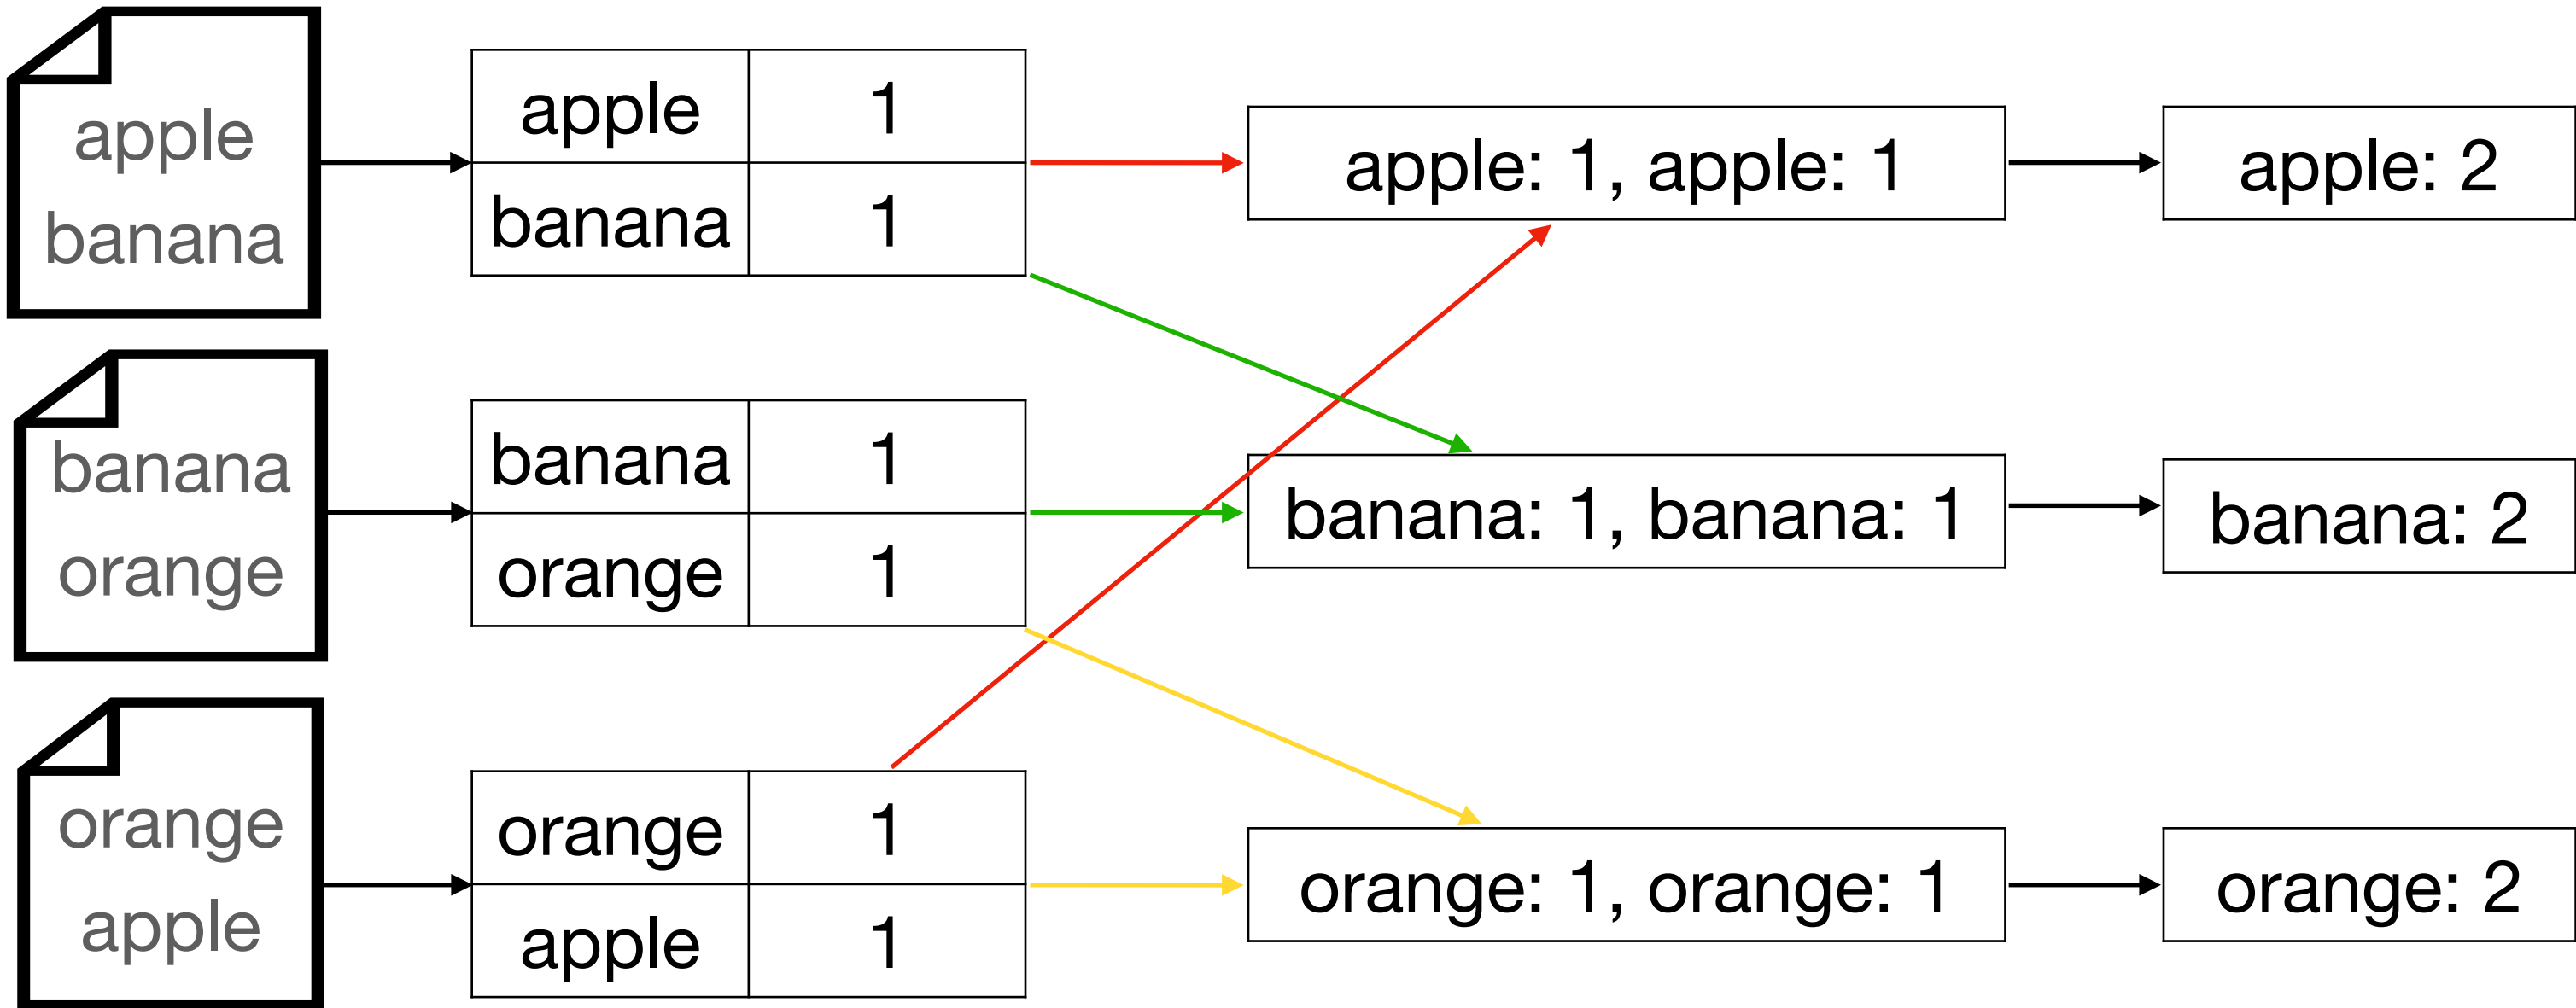 apple
banana
apple 1
banana 1
apple: 1, apple: 1
apple: 2
banana
orange
banana 1
orange 1
banana: 1, banana: 1
banana: 2
orange
apple
orange 1
apple 1
orange: 1, orange: 1
orange: 2